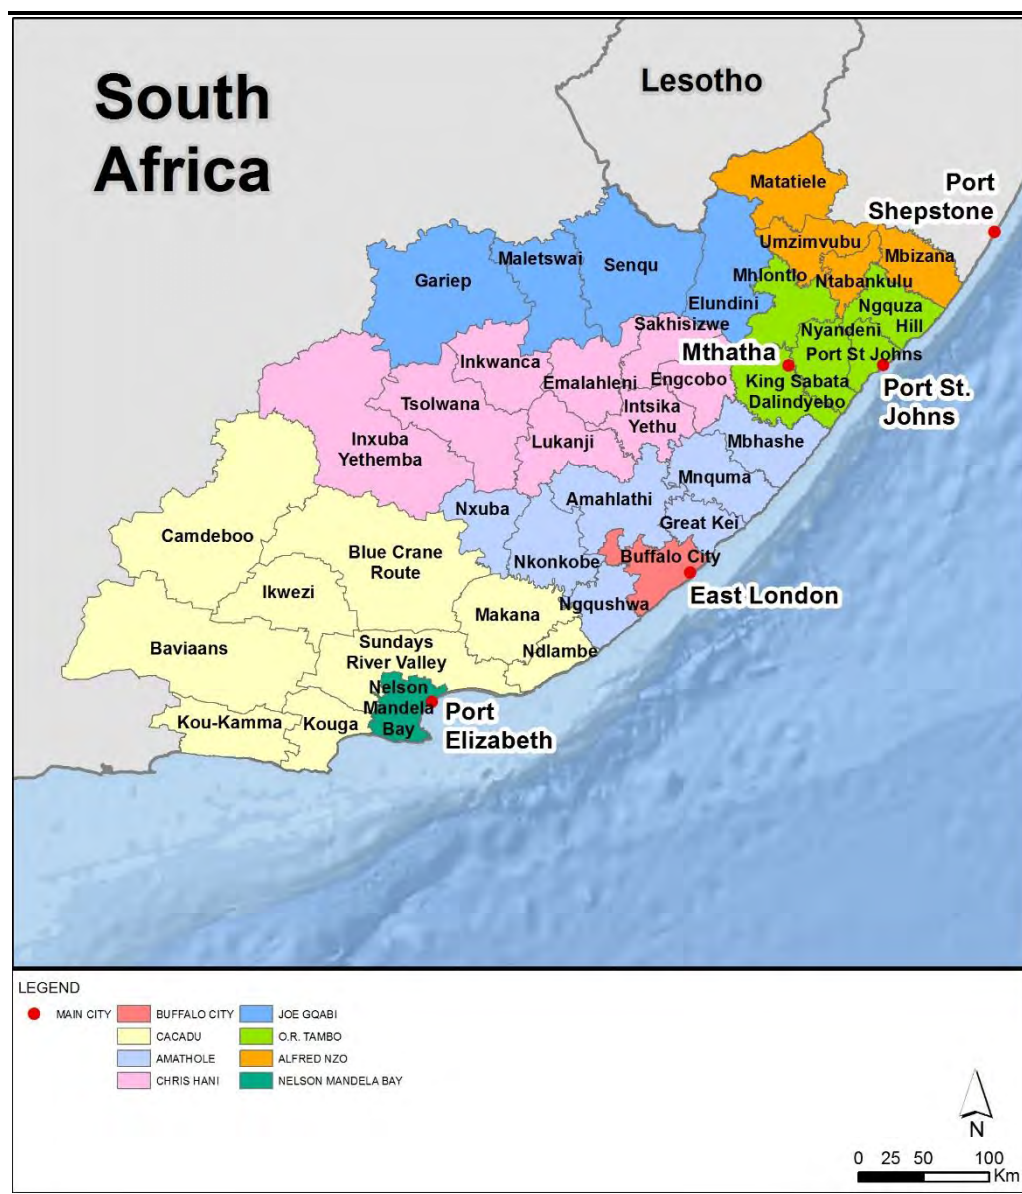 South
Africa
Lesotho
Matatiele
Port
Shepstone
Umzimvubu
Mbizana
Maletswai
Senqu
Gariep
Mhlontlo
Ntabankulu
Elundini
Ngquza
Hill
Sakhisizwe
Nyandeni
Mthatha
Port St Johns
Inkwanca
Emalahleni
Engcobo
King Sabata
Dalindyebo
Port St.
Johns
Tsolwana
Intsika
Yethu
Inxuba
Yethemba
Lukanji
Mbhashe
Mnquma
Amahlathi
Nxuba
Great Kei
Camdeboo
Blue Crane
Route
Nkonkobe
Buffalo City
Ikwezi
East London
Ngqushwa
Makana
Baviaans
Sundays
River Valley
Ndlambe
Nelson
Mandela
Bay
Kou-Kamma
Kouga
Port
Elizabeth
LEGEND
MAIN CITY
BUFFALO CITY
CACADU
AMATHOLE
CHRIS HANI
JOE GQABI
O.R. TAMBO
ALFRED NZO
NELSON MANDELA BAY
N
0 25 50 100
Km